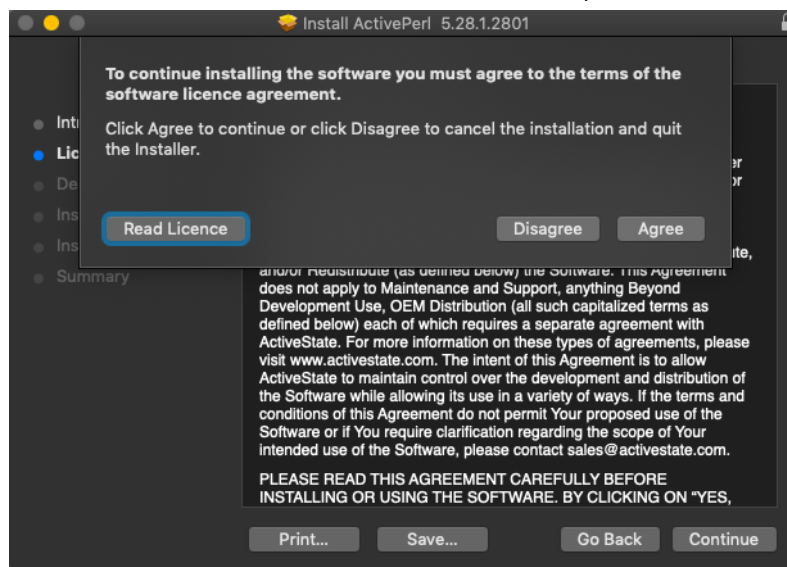 Install ActivePerl 5.28.1.2801
To continue installing the software you must agree to the terms of the
software licence agreement.
Click Agree to continue or click Disagree to cancel the installation and quit
the Installer.
Read Licence
Disagree
Agree
Int
Lic
De
Ins
Ins
Summary
er
or
ite,
and/or Redistribute (as defined below) the Software. This Agreement
does not apply to Maintenance and Support, anything Beyond
Development Use, OEM Distribution (all such capitalized terms as
defined below) each of which requires a separate agreement with
ActiveState. For more information on these types of agreements, please
visit www.activestate.com. The intent of this Agreement is to allow
ActiveState to maintain control over the development and distribution of
the Software while allowing its use in a variety of ways. If the terms and
conditions of this Agreement do not permit Your proposed use of the
Software or if You require clarification regarding the scope of Your
intended use of the Software, please contact sales@activestate.com.
PLEASE READ THIS AGREEMENT CAREFULLY BEFORE
INSTALLING OR USING THE SOFTWARE. BY CLICKING ON "YES,
Print...
Save...
Go Back
Continue